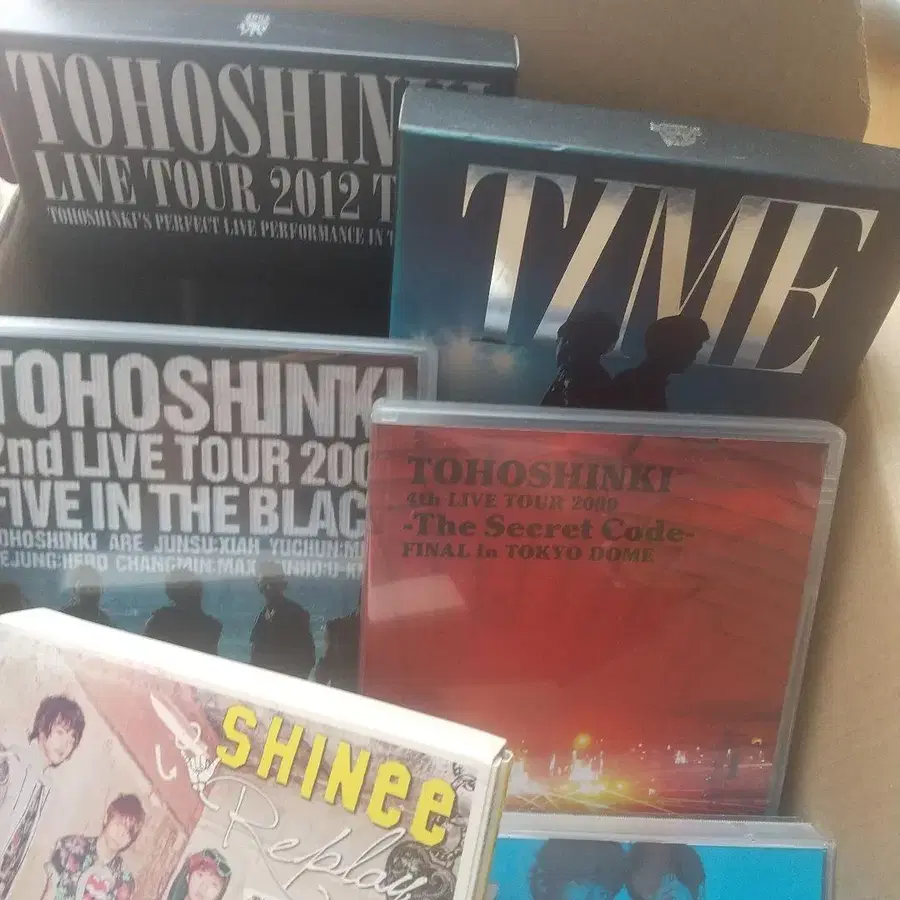 TOHOSHINKI
LIVE TOUR 2012 T
TOHOSHINKI'S PERFECT LIVE PERFORMANCE IN T
TIME
TOHOSHINKI
2nd LIVE TOUR 200
FIVE IN THE BLAC
TOHOSHINKI ARE JUNSU:XIAH YUCHUN:MI
EJUNG:HERO CHANGMIN:MAX UNHO:U-K
TOHOSHINKI
4th LIVE TOUR 2009
-The Secret Code-
FINAL in TOKYO DOME
SHINee
Replay